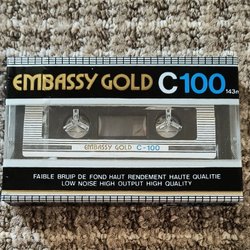 EMBASSY GOLD C100
143m
EMBASSY GOLD C-100
FAIBLE BRUIP DE FOND HAUT RENDEMENT HAUTE QUALITIE
LOW NOISE HIGH OUTPUT HIGH QUALITY